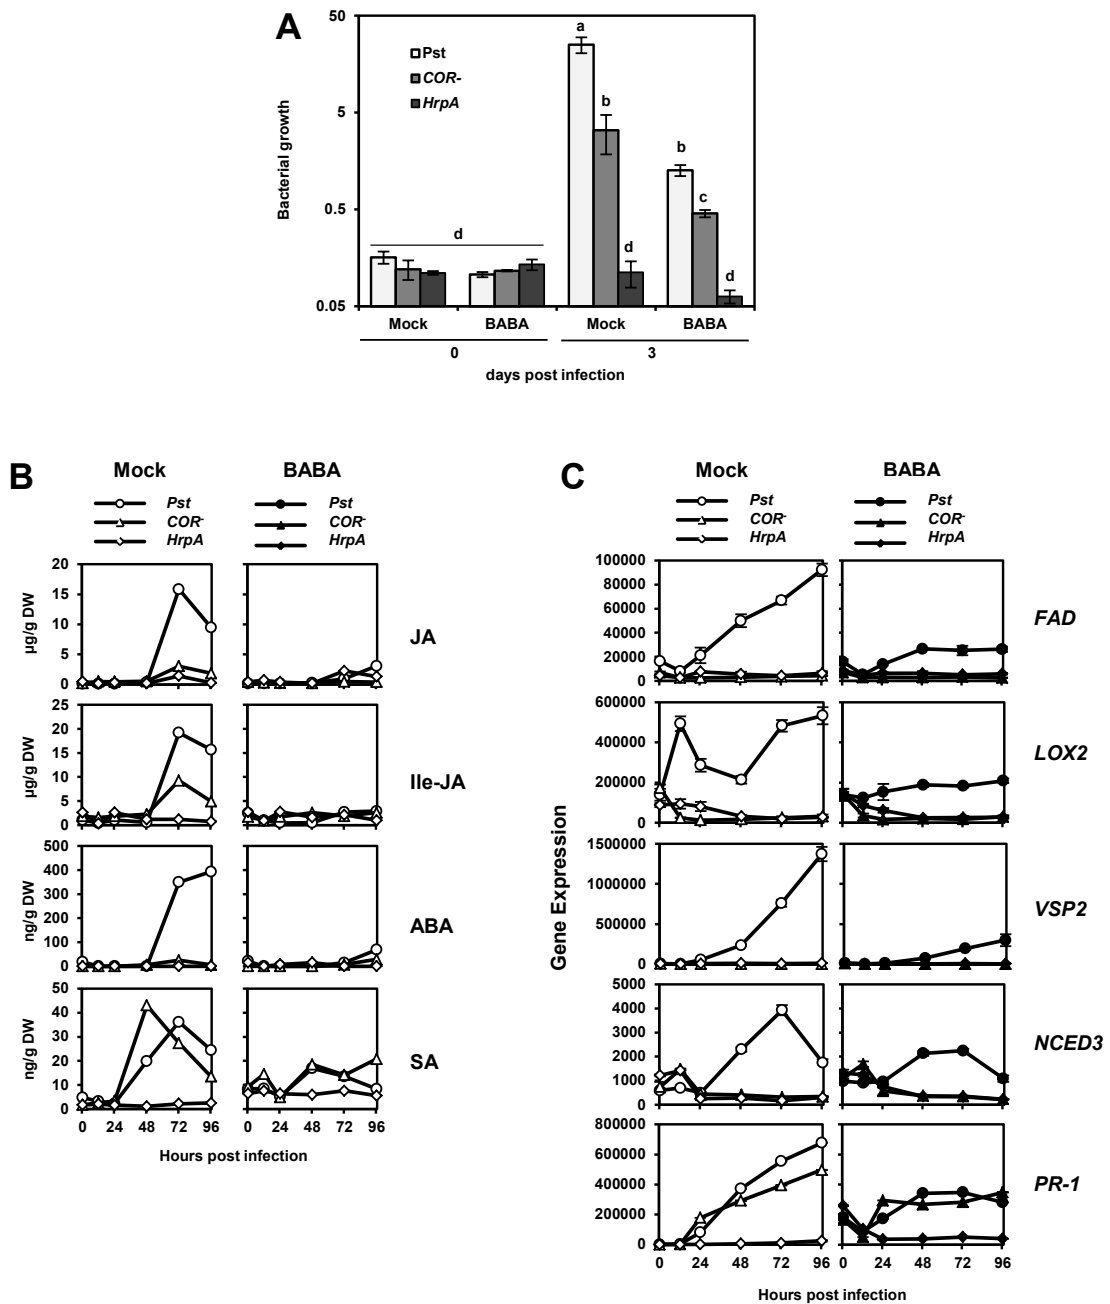 A
50
5
0.5
0.05
Bacterial growth
Pst
COR-
HrpA
d
a
b
d
b
c
d
Mock BABA Mock BABA
0 3
days post infection
B
Mock BABA
Pst Pst
COR- COR-
HrpA HrpA
20
15
10
5
0
µg/g DW
JA
25
20
15
10
5
0
µg/g DW
Ile-JA
500
400
300
200
100
0
ng/g DW
ABA
50
40
30
20
10
0
ng/g DW
SA
0 24 48 72 96 0 24 48 72 96
Hours post infection
C
Mock BABA
Pst Pst
COR- COR-
HrpA HrpA
Gene Expression
100000
80000
60000
40000
20000
0
FAD
600000
400000
200000
0
LOX2
1500000
1000000
500000
0
VSP2
5000
4000
3000
2000
1000
0
NCED3
800000
600000
400000
200000
0
PR-1
0 24 48 72 96 0 24 48 72 96
Hours post infection